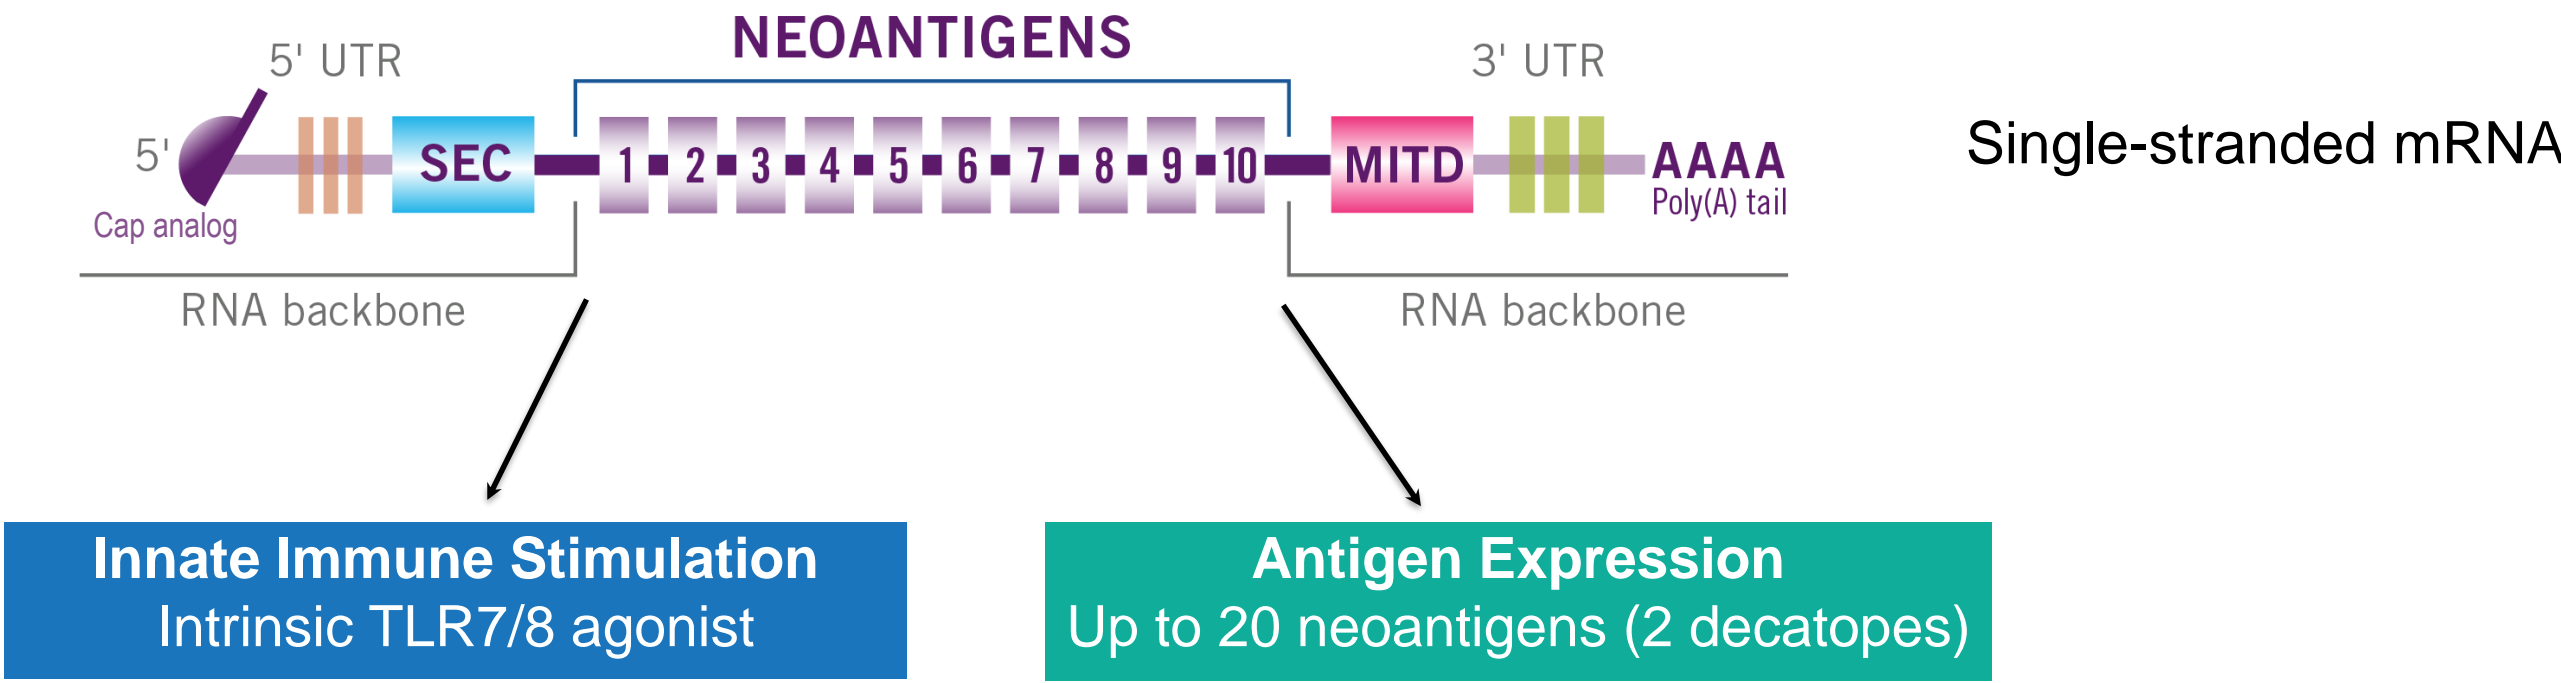 NEOANTIGENS
5' UTR
3' UTR
5'
SEC
1
2
3
4
5
6
7
8
9
10
MITD
AAAA
Poly(A) tail
Single-stranded mRNA
Cap analog
RNA backbone
RNA backbone
Innate Immune Stimulation
Intrinsic TLR7/8 agonist
Antigen Expression
Up to 20 neoantigens (2 decatopes)